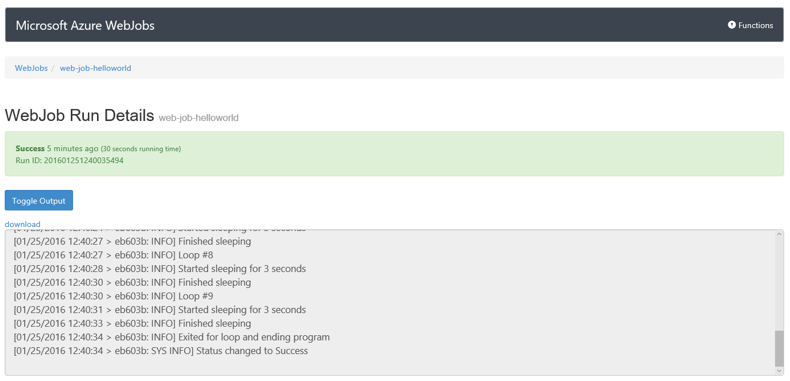 Microsoft Azure WebJobs
Functions
WebJobs / web-job-helloworld
WebJob Run Details web-job-helloworld
Success 5 minutes ago (30 seconds running time)
Run ID: 201601251240035494
Toggle Output
download
[01/25/2016 12:40:27 > eb603b: INFO] Finished sleeping
[01/25/2016 12:40:27 > eb603b: INFO] Loop #8
[01/25/2016 12:40:28 > eb603b: INFO] Started sleeping for 3 seconds
[01/25/2016 12:40:30 > eb603b: INFO] Finished sleeping
[01/25/2016 12:40:30 > eb603b: INFO] Loop #9
[01/25/2016 12:40:31 > eb603b: INFO] Started sleeping for 3 seconds
[01/25/2016 12:40:33 > eb603b: INFO] Finished sleeping
[01/25/2016 12:40:34 > eb603b: INFO] Exited for loop and ending program
[01/25/2016 12:40:34 > eb603b: SYS INFO] Status changed to Success